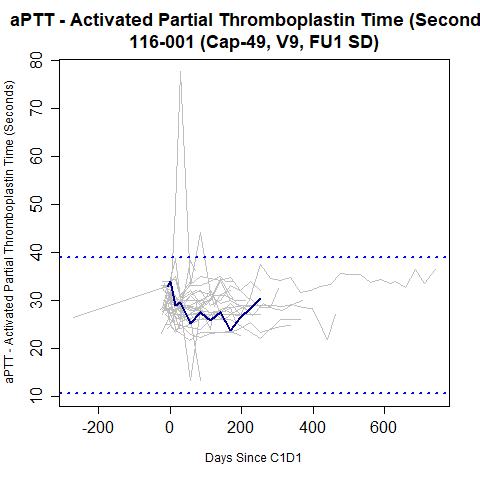 aPTT - Activated Partial Thromboplastin Time (Second
116-001 (Cap-49, V9, FU1 SD)
aPTT - Activated Partial Thromboplastin Time (Seconds)
80
70
60
50
40
30
20
10
-200 0 200 400 600
Days Since C1D1